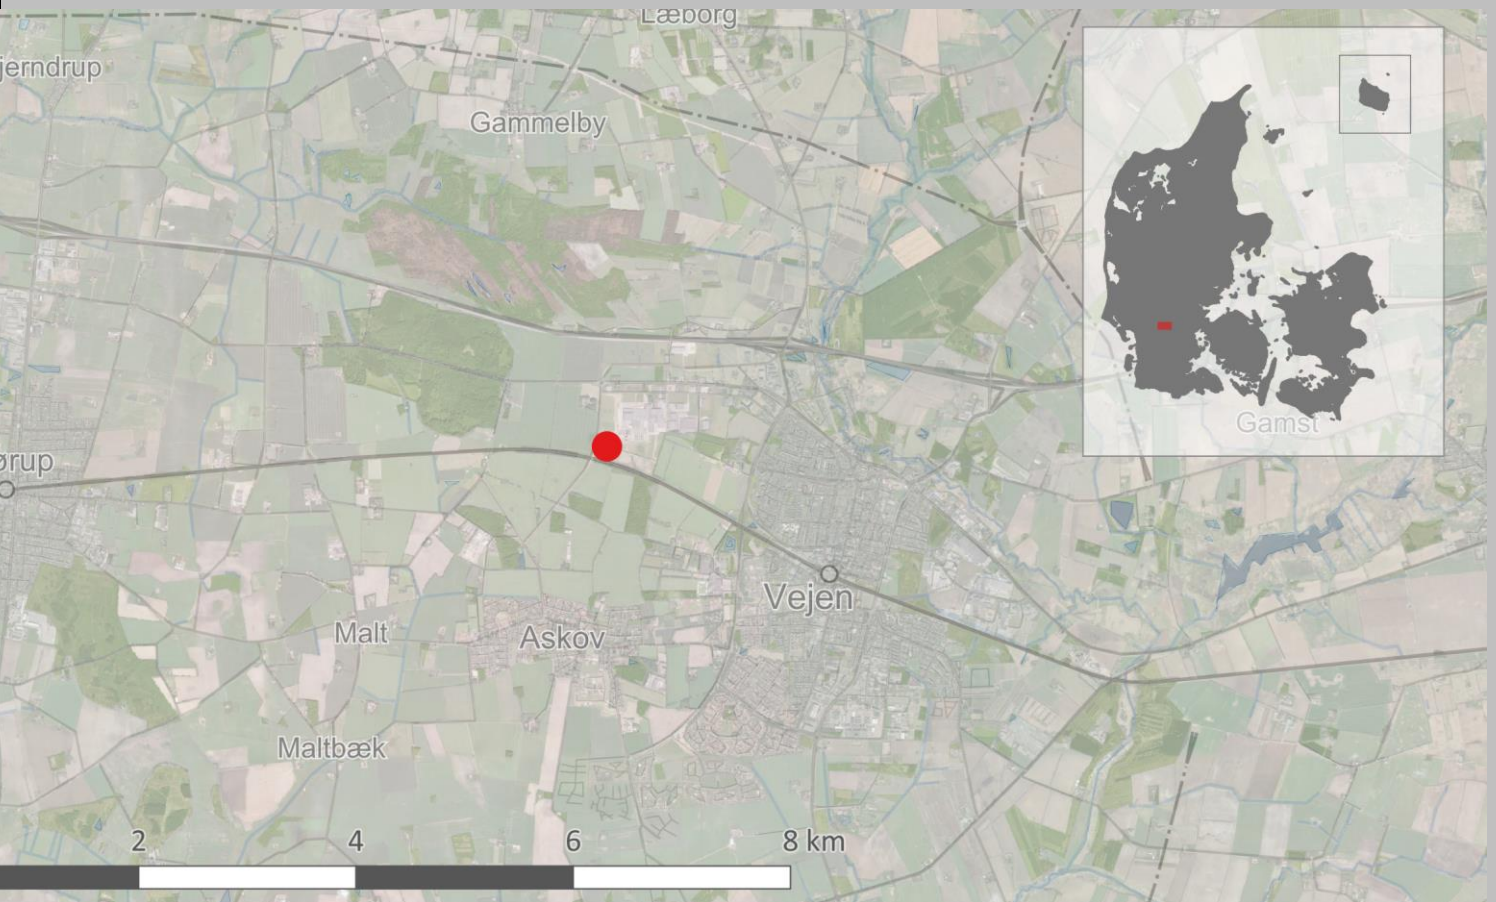 Læborg
jerndrup
Gammelby
Gamst
ørup
Vejen
Malt
Askov
Maltbæk
2 4 6 8 km